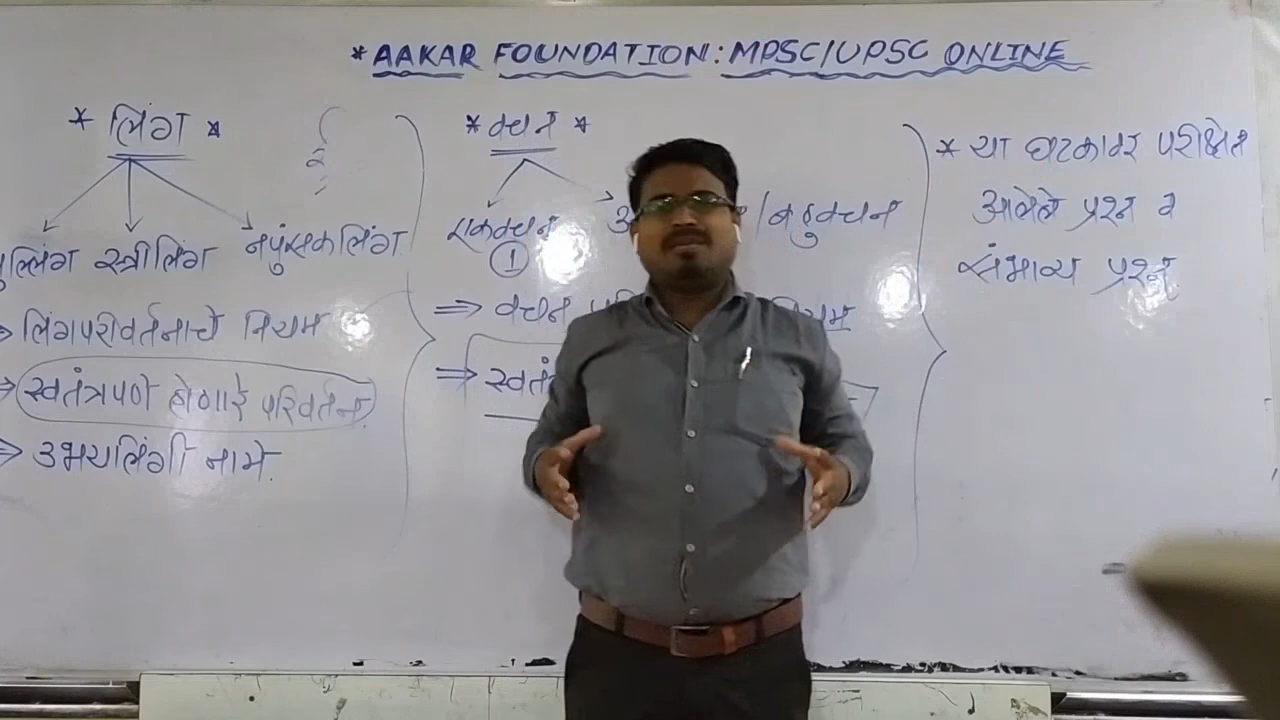 *AAKAR FOUNDATION: MPSC/UPSC ONLINE
* लिंग *
पुल्लिंग स्त्रीलिंग नपुंसकलिंग
⇒ लिंगपरीवर्तनाचे नियम
⇒ स्वतंत्रपणे होणारे परिवर्तन.
⇒ उभयलिंगी नामे.
* वचन *
एकवचन / बहुवचन
①
⇒ वचन नियम
⇒
* या घटकावर परीक्षेत
आलेले प्रश्न व
संभाव्य प्रश्न